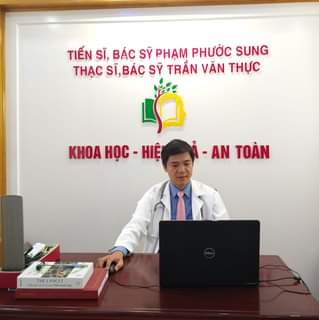 TIẾN SĨ, BÁC SỸ PHẠM PHƯỚC SUNG
THẠC SĨ, BÁC SỸ TRẦN VĂN THỰC
KHOA HỌC - HIỆ Ả - AN TOÀN
THE LANCET
DELL